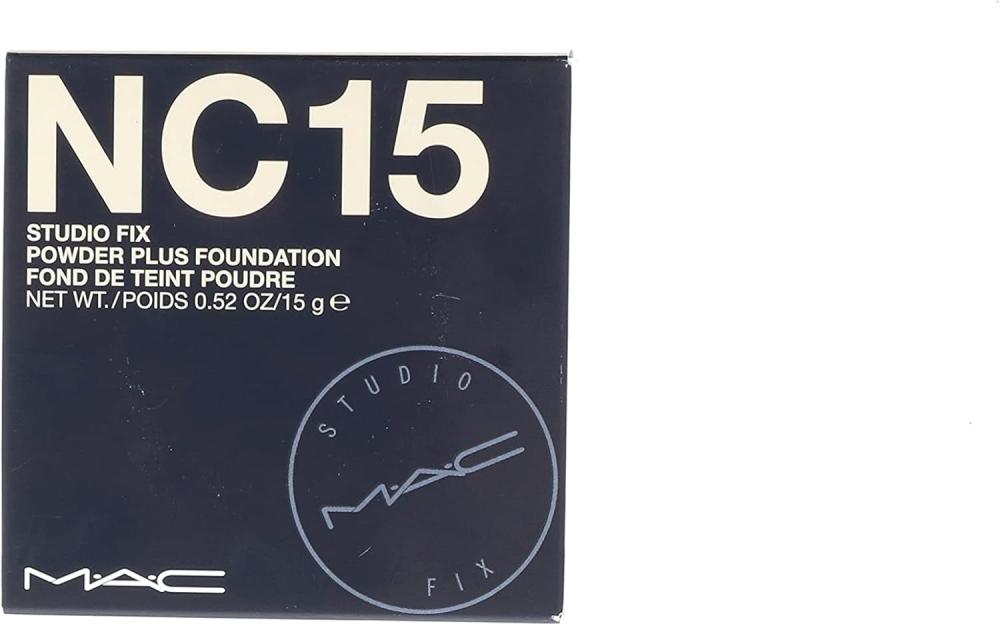 NC15
STUDIO FIX
POWDER PLUS FOUNDATION
FOND DE TEINT POUDRE
NET WT./POIDS 0.52 OZ/15 g ℮
STUDIO
MAC
FIX
M·A·C